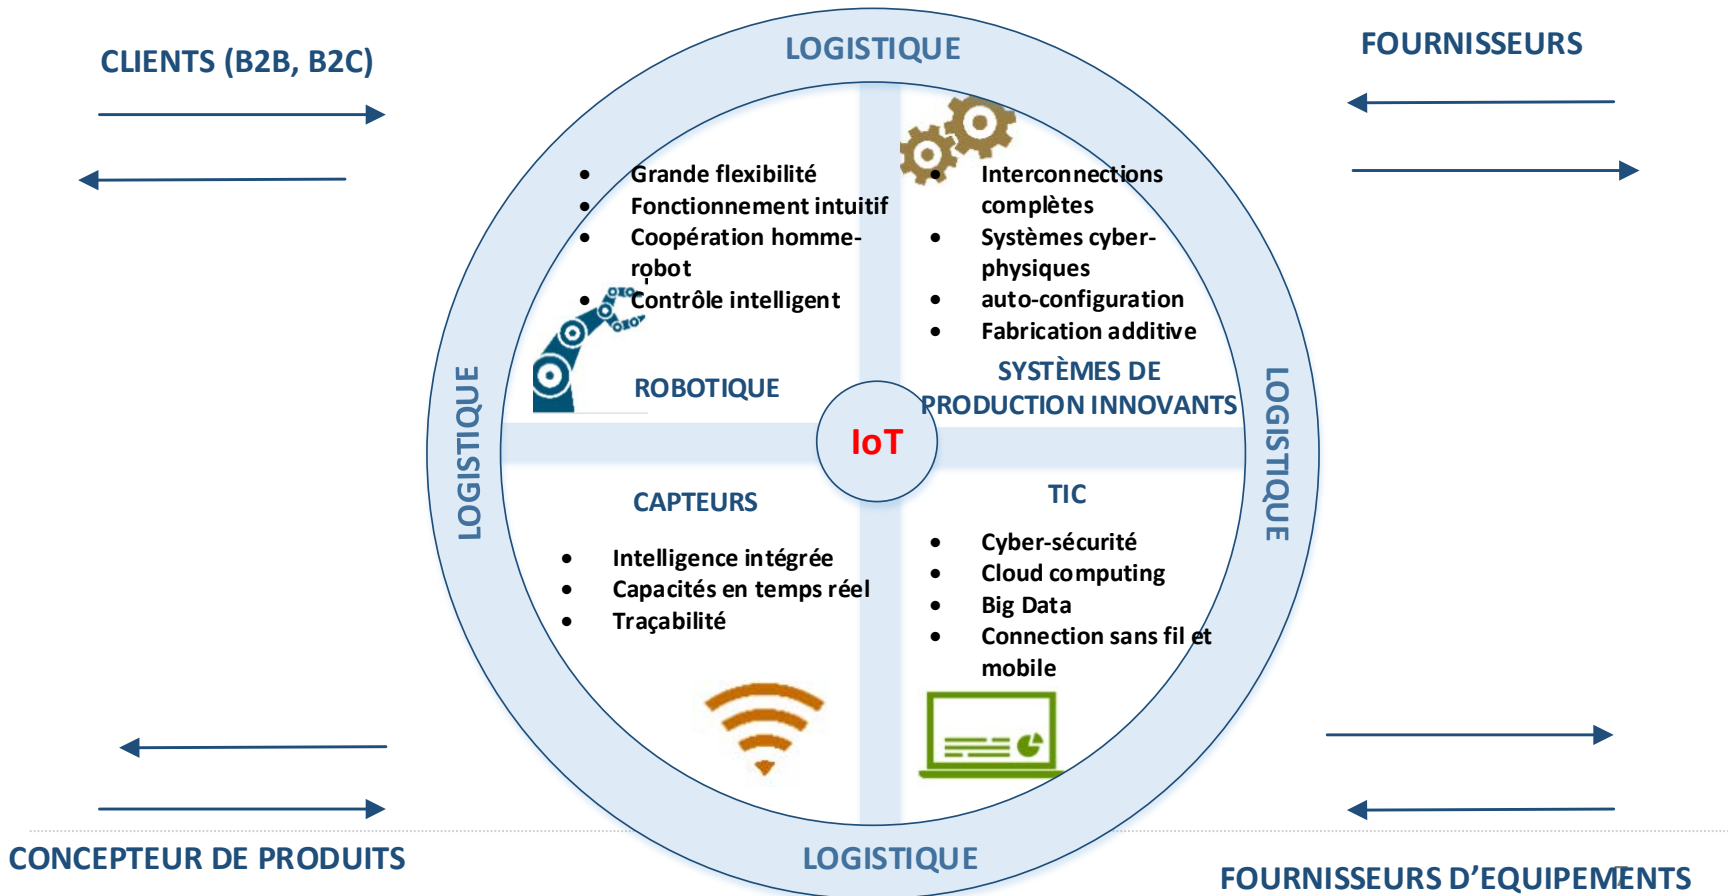 LOGISTIQUE
CLIENTS (B2B, B2C)
FOURNISSEURS
• Grande flexibilité
• Fonctionnement intuitif
• Coopération homme-
robot
• Contrôle intelligent
ROBOTIQUE
• Interconnections
complètes
• Systèmes cyber-
physiques
• auto-configuration
• Fabrication additive
SYSTÈMES DE
PRODUCTION INNOVANTS
LOGISTIQUE
IoT
LOGISTIQUE
CAPTEURS
• Intelligence intégrée
• Capacités en temps réel
• Traçabilité
TIC
• Cyber-sécurité
• Cloud computing
• Big Data
• Connection sans fil et
mobile
CONCEPTEUR DE PRODUITS
LOGISTIQUE
FOURNISSEURS D'EQUIPEMENTS
7